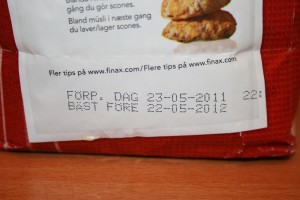 gång du gör scones.
Bland müsli i næste gang
du laver/lager scones.
Fler tips på www.finax.com/Flere tips på www.finax.com
FÖRP. DAG 23-05-2011 22:
BÄST FÖRE 22-05-2012